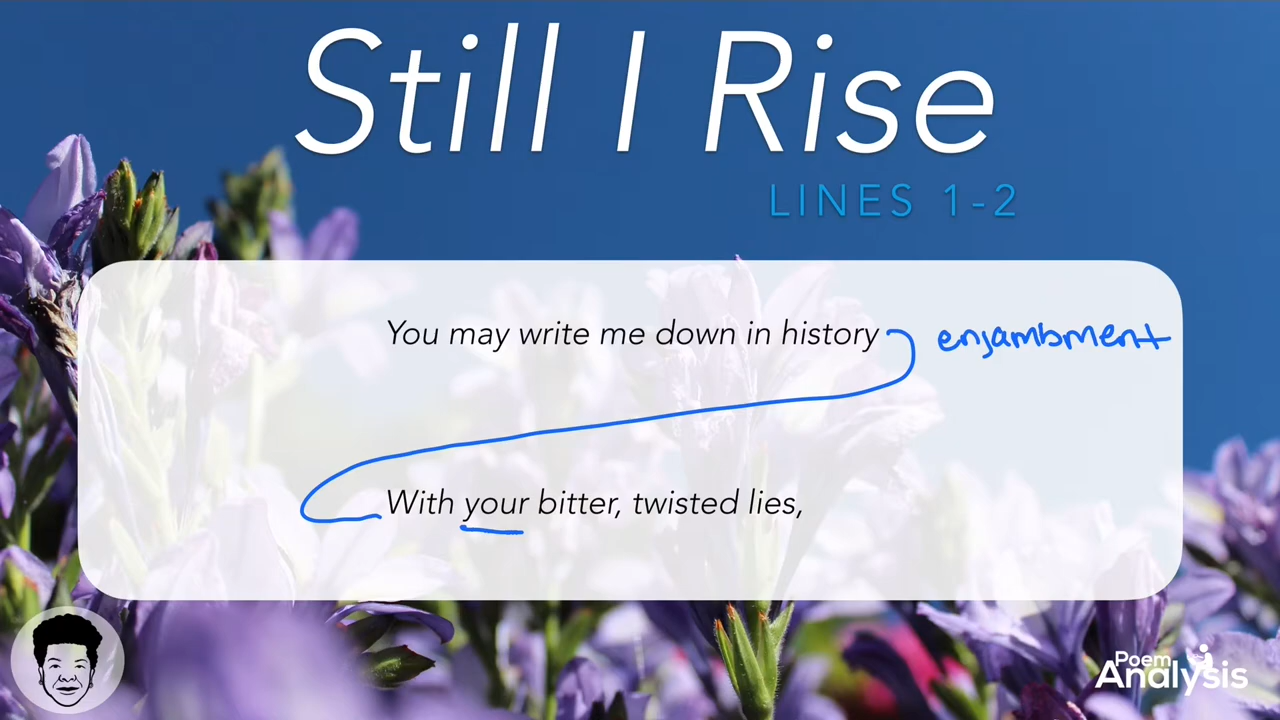 Still I Rise
LINES 1-2
You may write me down in history
enjambment
With your bitter, twisted lies,
Poem
Analysis